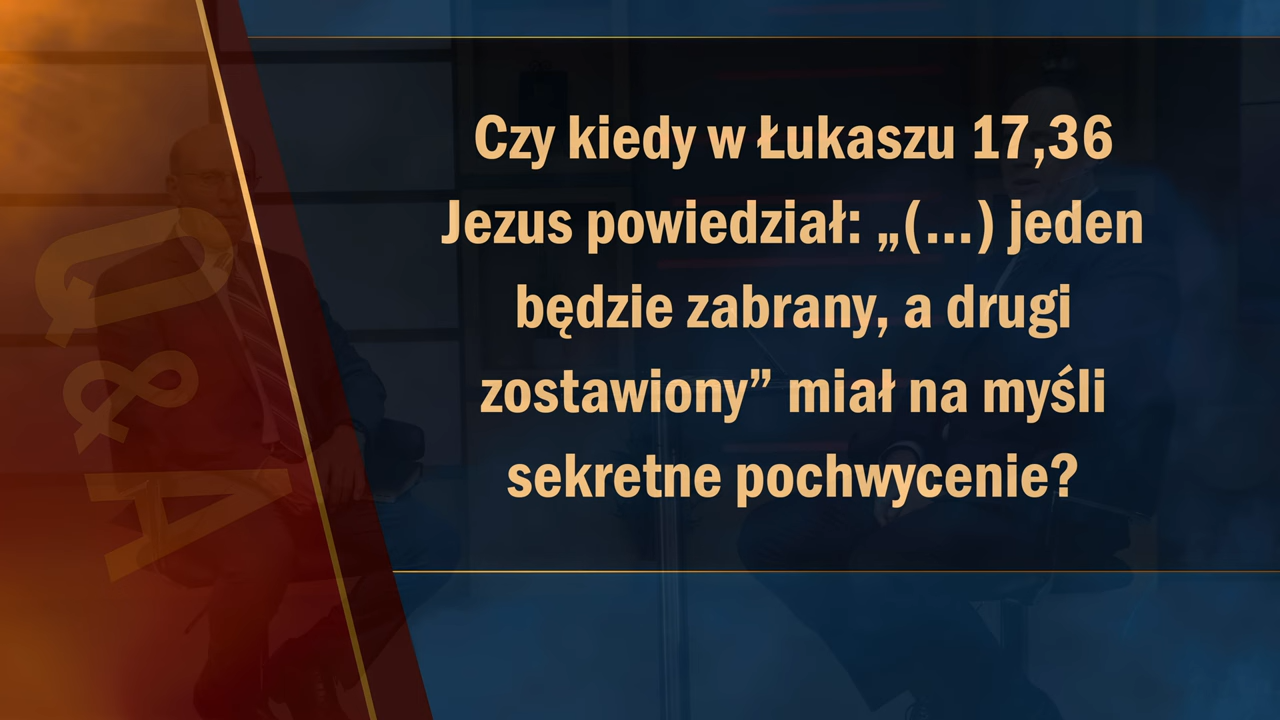 Czy kiedy w Łukaszu 17,36
Jezus powiedział: „(...) jeden
będzie zabrany, a drugi
zostawiony” miał na myśli
sekretne pochwycenie?
Q&A